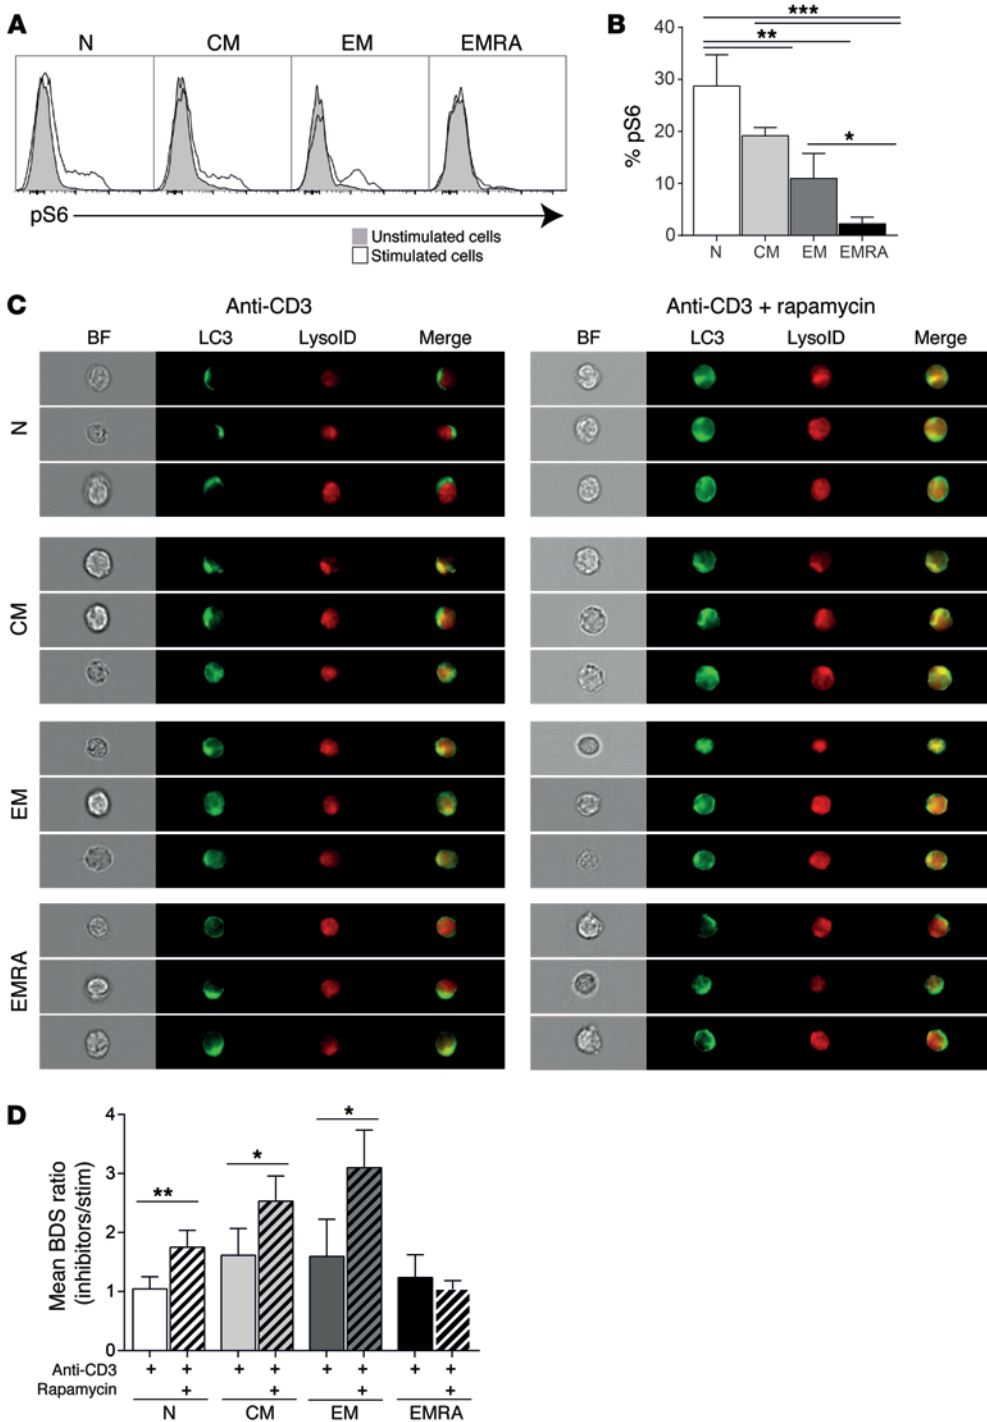 A
N CM EM EMRA
pS6
Unstimulated cells
Stimulated cells
B
***
**
*
40
30
20
10
0
% pS6
N CM EM EMRA
C
Anti-CD3 Anti-CD3 + rapamycin
BF LC3 LysoID Merge BF LC3 LysoID Merge
N
CM
EM
EMRA
D
4
3
2
1
0
Mean BDS ratio
(inhibitors/stim)
** * *
Anti-CD3 + + + + + + + +
Rapamycin + + + +
N CM EM EMRA